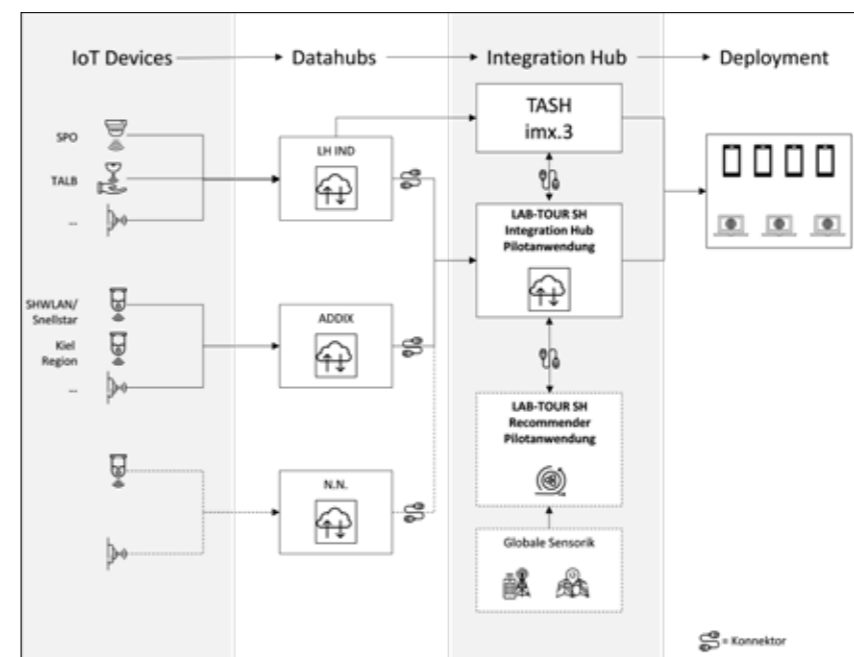 IoT Devices
Datahubs
Integration Hub
Deployment
SPO
TALB
...
SHWLAN/
Snellstar
Kiel
Region
...
LH IND
ADDIX
N.N.
TASH
imx.3
LAB-TOUR SH
Integration Hub
Pilotanwendung
LAB-TOUR SH
Recommender
Pilotanwendung
Globale Sensorik
= Konnektor